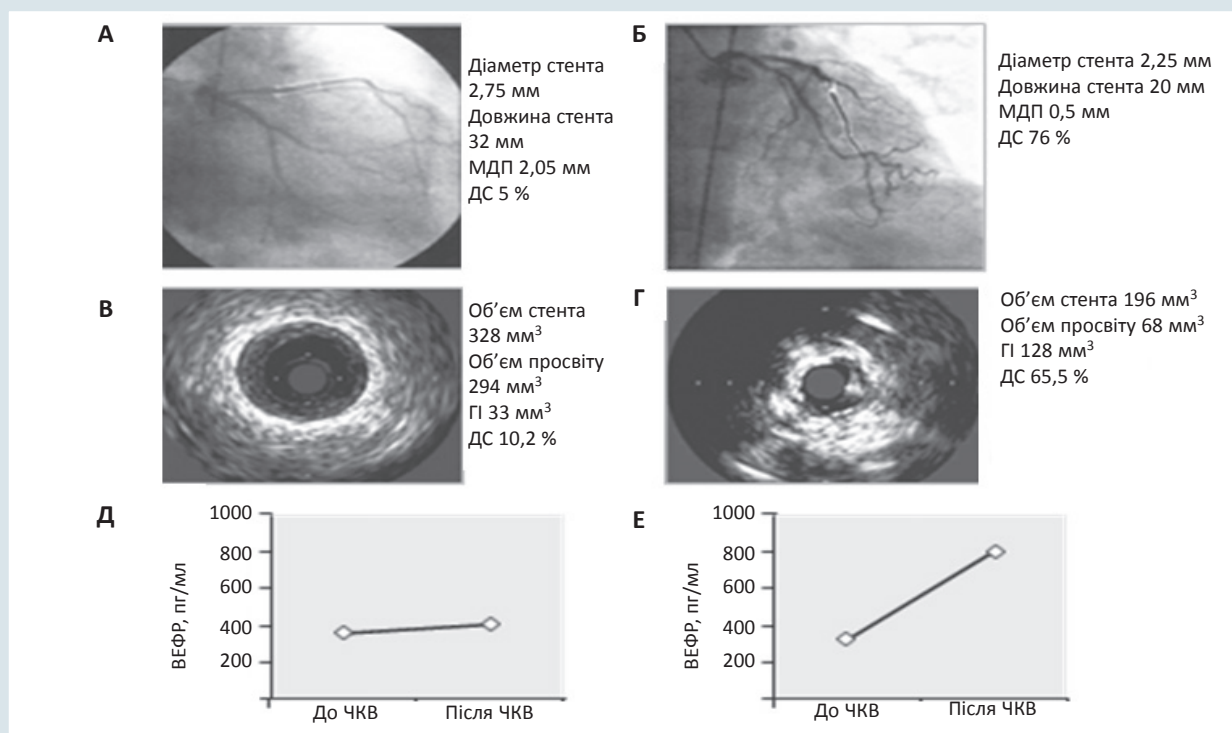 А
Діаметр стента
2,75 мм
Довжина стента
32 мм
МДП 2,05 мм
ДС 5 %
Б
Діаметр стента 2,25 мм
Довжина стента 20 мм
МДП 0,5 мм
ДС 76 %
В
Об’єм стента
328 мм³
Об’єм просвіту
294 мм³
ГІ 33 мм³
ДС 10,2 %
Г
Об’єм стента 196 мм³
Об’єм просвіту 68 мм³
ГІ 128 мм³
ДС 65,5 %
Д
ВЕФР, пг/мл
1000
800
600
400
200
До ЧКВ
Після ЧКВ
Е
ВЕФР, пг/мл
1000
800
600
400
200
До ЧКВ
Після ЧКВ